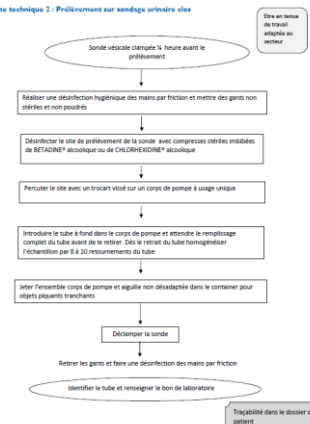 ne technique 2 : Prélèvement sur sondage urinaire clos
Etre en tenue
de travail
adaptée au
secteur
Sonde vésicale clampée ¼ heure avant le
prélèvement
Réaliser une désinfection hygiénique des mains par friction et mettre des gants non
stériles et non poudrés
Désinfecter le site de prélèvement de la sonde avec compresses stériles imbibées
de BETADINE® alcoolique ou de CHLORHEXIDINE® alcoolique
Percuter le site avec un trocart vissé sur un corps de pompe à usage unique
Introduire le tube à fond dans le corps de pompe et attendre le remplissage
complet du tube avant de le retirer. Dès le retrait du tube homogénéiser
l'échantillon par 8 à 10 retournements du tube
Jeter l'ensemble corps de pompe et aiguille non désadaptée dans le container pour
objets piquants tranchants
Déclamper la sonde
Retirer les gants et faire une désinfection des mains par friction
Identifier le tube et renseigner le bon de laboratoire
Traçabilité dans le dossier d
patient